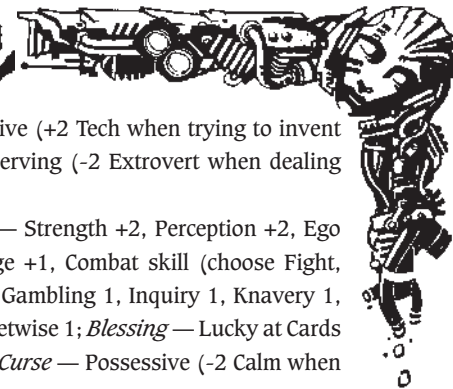 ive (+2 Tech when trying to invent
erving (-2 Extrovert when dealing
— Strength +2, Perception +2, Ego
ge +1, Combat skill (choose Fight,
Gambling 1, Inquiry 1, Knavery 1,
etwise 1; Blessing — Lucky at Cards
Curse — Possessive (-2 Calm when